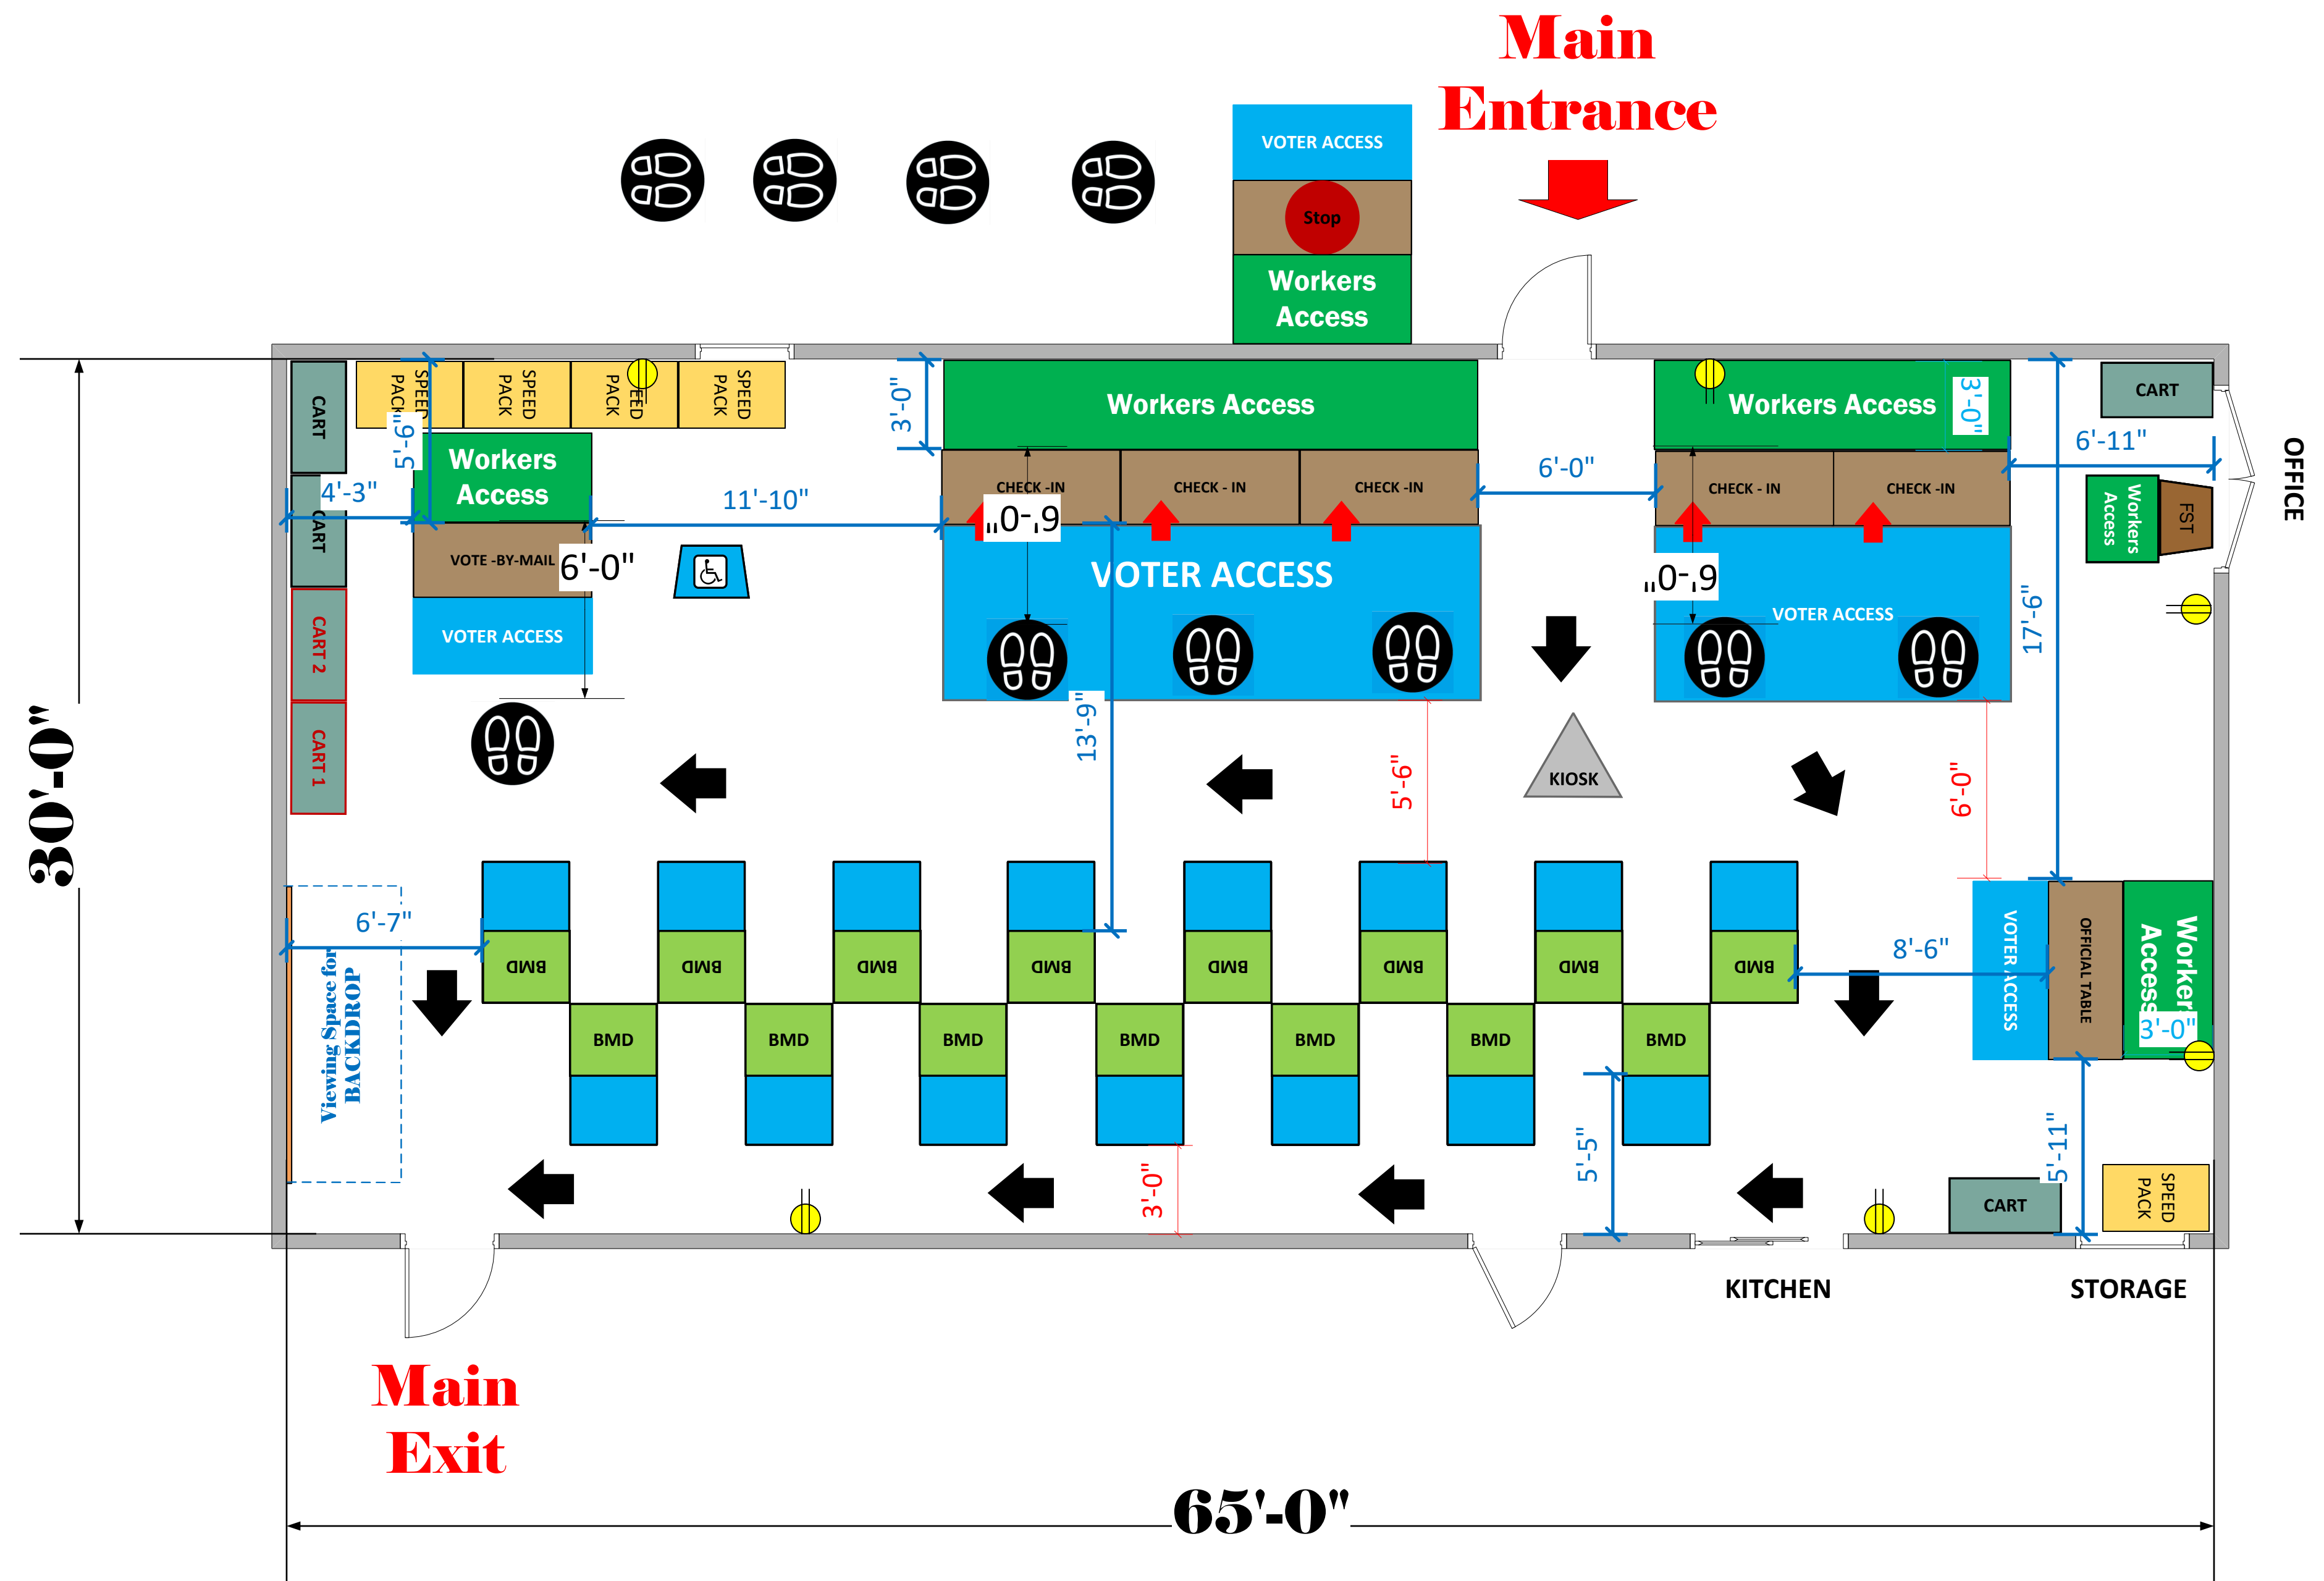 Main
Entrance
VOTER ACCESS
Stop
Workers
Access
CART
SPEED
PACK
SPEED
PACK
SPEED
PACK
SPEED
PACK
5'-6"
3'-0"
Workers Access
Workers Access
3'-0"
CART
6'-11"
OFFICE
Workers
Access
4'-3"
CART
11'-10"
CHECK -IN
CHECK - IN
CHECK -IN
6'-0"
CHECK - IN
CHECK -IN
Workers
Access
FST
6'-0"
VOTE -BY-MAIL
6'-0"
VOTER ACCESS
6'-0"
VOTER ACCESS
17'-6"
VOTER ACCESS
CART 2
CART 1
13'-9"
5'-6"
KIOSK
6'-0"
30'-0"
6'-7"
BMD
BMD
BMD
BMD
BMD
BMD
BMD
BMD
8'-6"
VOTER ACCESS
OFFICIAL TABLE
Workers
Access
3'-0"
Viewing Space for
BACKDROP
BMD
BMD
BMD
BMD
BMD
BMD
BMD
3'-0"
5'-5"
5'-11"
CART
SPEED
PACK
KITCHEN
STORAGE
Main
Exit
65'-0"